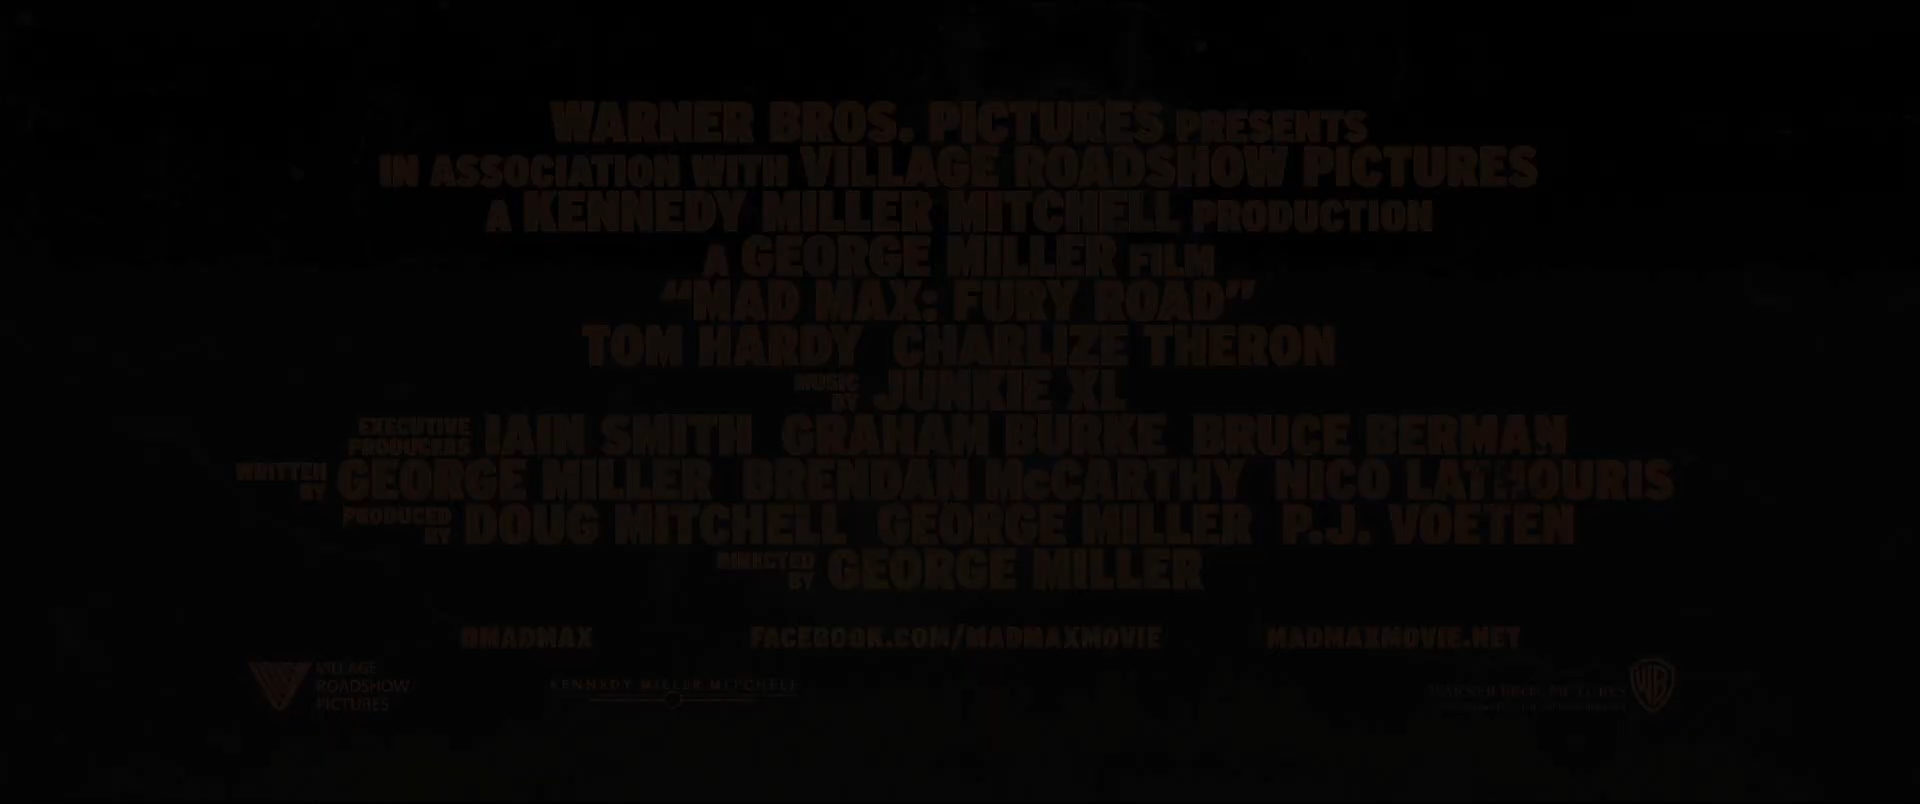 WARNER BROS. PICTURES PRESENTS
IN ASSOCIATION WITH VILLAGE ROADSHOW PICTURES
A KENNEDY MILLER MITCHELL PRODUCTION
A GEORGE MILLER FILM
“MAD MAX: FURY ROAD”
TOM HARDY CHARLIZE THERON
MUSIC BY JUNKIE XL
EXECUTIVE PRODUCERS IAIN SMITH GRAHAM BURKE BRUCE BERMAN
WRITTEN BY GEORGE MILLER BRENDAN McCARTHY NICO LATHOURIS
PRODUCED BY DOUG MITCHELL GEORGE MILLER P.J. VOETEN
DIRECTED BY GEORGE MILLER
#MADMAX FACEBOOK.COM/MADMAXMOVIE MADMAXMOVIE.NET
VILLAGE
ROADSHOW
PICTURES
KENNEDY MILLER MITCHELL
WARNER BROS. PICTURES
WB